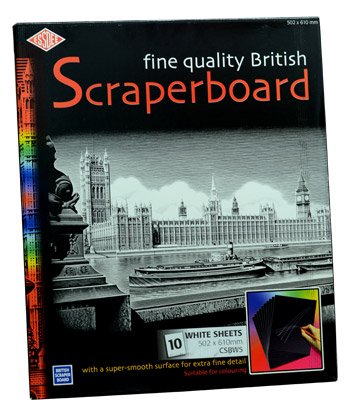 502 x 610 mm
ESSDEE
fine quality British
Scraperboard
10
WHITE SHEETS
502 x 610mm
CSBW5
with a super-smooth surface for extra fine detail
Suitable for colouring
BRITISH
SCRAPER
BOARD